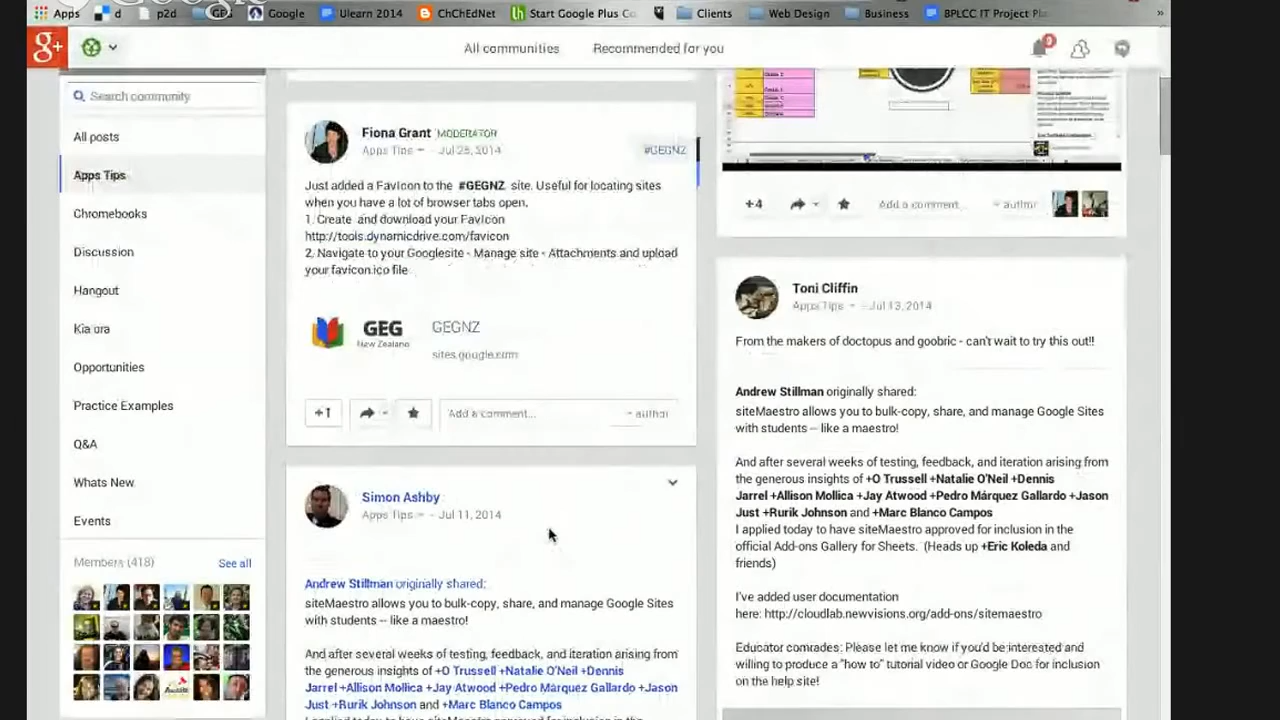 Apps
d
p2d
GEG
Google
Ulearn 2014
ChChEdNet
Start Google Plus Co
Clients
Web Design
Business
BPLCC IT Project Pla
»
g+
All communities
Recommended for you
9
Search community
All posts
Apps Tips
Chromebooks
Discussion
Hangout
Kia ora
Opportunities
Practice Examples
Q&A
Whats New
Events
Members (418)
See all
Fiona Grant MODERATOR
Apps Tips - Jul 28, 2014
#GEGNZ
Just added a FavIcon to the #GEGNZ site. Useful for locating sites
when you have a lot of browser tabs open.
1. Create and download your FavIcon
http://tools.dynamicdrive.com/favicon
2. Navigate to your Googlesite - Manage site - Attachments and upload
your favicon.ico file
GEG
New Zealand
GEGNZ
sites.google.com
+1
Add a comment...
author
Simon Ashby
Apps Tips - Jul 11, 2014
Andrew Stillman originally shared:
siteMaestro allows you to bulk-copy, share, and manage Google Sites
with students -- like a maestro!
And after several weeks of testing, feedback, and iteration arising from
the generous insights of +O Trussell +Natalie O'Neil +Dennis
Jarrel +Allison Mollica +Jay Atwood +Pedro Márquez Gallardo +Jason
Just +Rurik Johnson and +Marc Blanco Campos
+4
Add a comment...
author
Toni Cliffin
Apps Tips - Jul 13, 2014
From the makers of doctopus and goobric - can't wait to try this out!!
Andrew Stillman originally shared:
siteMaestro allows you to bulk-copy, share, and manage Google Sites
with students -- like a maestro!
And after several weeks of testing, feedback, and iteration arising from
the generous insights of +O Trussell +Natalie O'Neil +Dennis
Jarrel +Allison Mollica +Jay Atwood +Pedro Márquez Gallardo +Jason
Just +Rurik Johnson and +Marc Blanco Campos
I applied today to have siteMaestro approved for inclusion in the
official Add-ons Gallery for Sheets. (Heads up +Eric Koleda and
friends)
I've added user documentation
here: http://cloudlab.newvisions.org/add-ons/sitemaestro
Educator comrades: Please let me know if you'd be interested and
willing to produce a "how to" tutorial video or Google Doc for inclusion
on the help site!